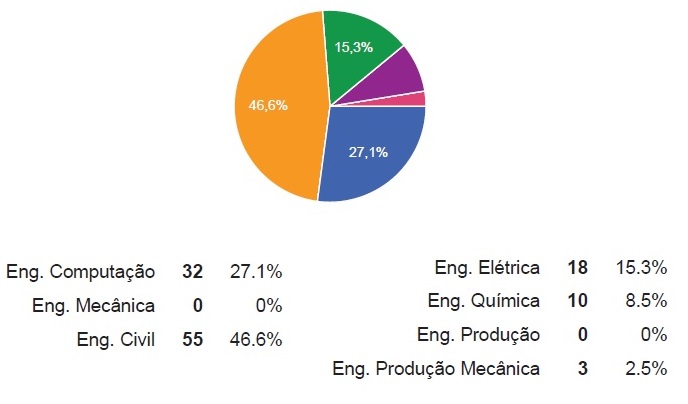 15,3%
46,6%
27,1%
Eng. Computação 32 27.1%
Eng. Mecânica 0 0%
Eng. Civil 55 46.6%
Eng. Elétrica 18 15.3%
Eng. Química 10 8.5%
Eng. Produção 0 0%
Eng. Produção Mecânica 3 2.5%